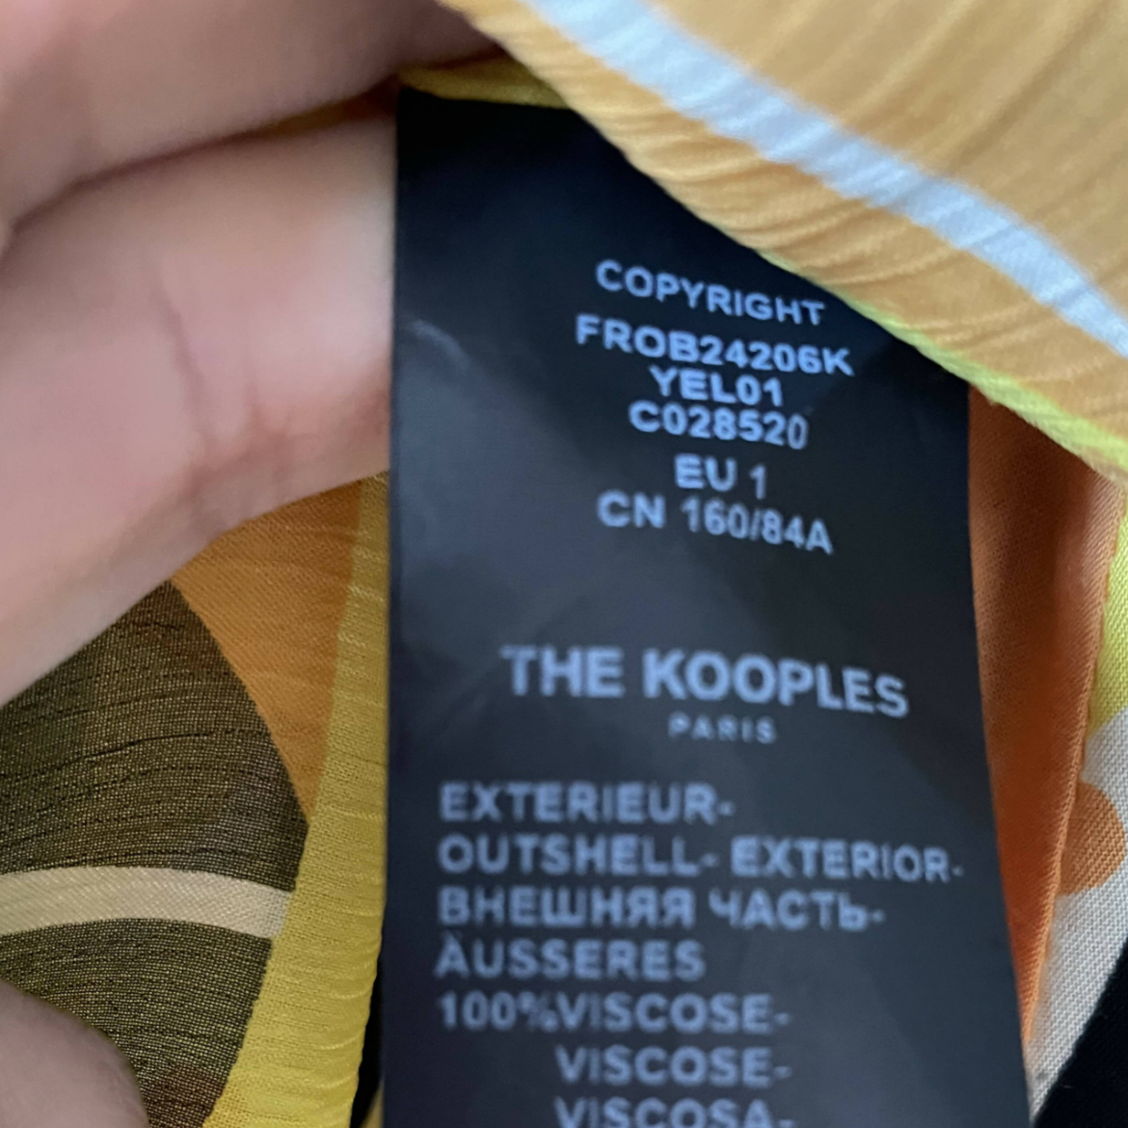 COPYRIGHT
FROB24206K
YEL01
C028520
EU 1
CN 160/84A
THE KOOPLES
PARIS
EXTERIEUR-
OUTSHELL- EXTERIOR-
ВНЕШНЯЯ ЧАСТЬ-
ÄUSSERES
100%VISCOSE-
VISCOSE-
VISCOSA-